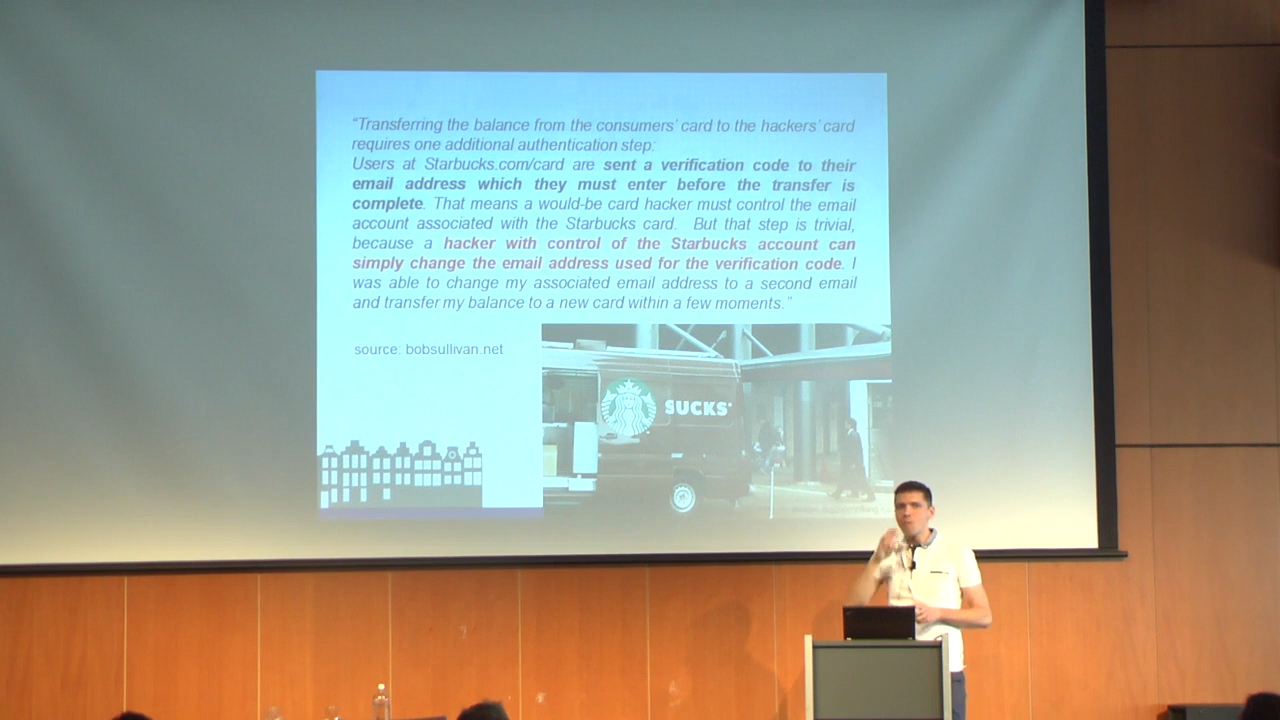 “Transferring the balance from the consumers’ card to the hackers’ card
requires one additional authentication step:
Users at Starbucks.com/card are sent a verification code to their
email address which they must enter before the transfer is
complete. That means a would-be card hacker must control the email
account associated with the Starbucks card. But that step is trivial,
because a hacker with control of the Starbucks account can
simply change the email address used for the verification code. I
was able to change my associated email address to a second email
and transfer my balance to a new card within a few moments.”
source: bobsullivan.net
SUCKS